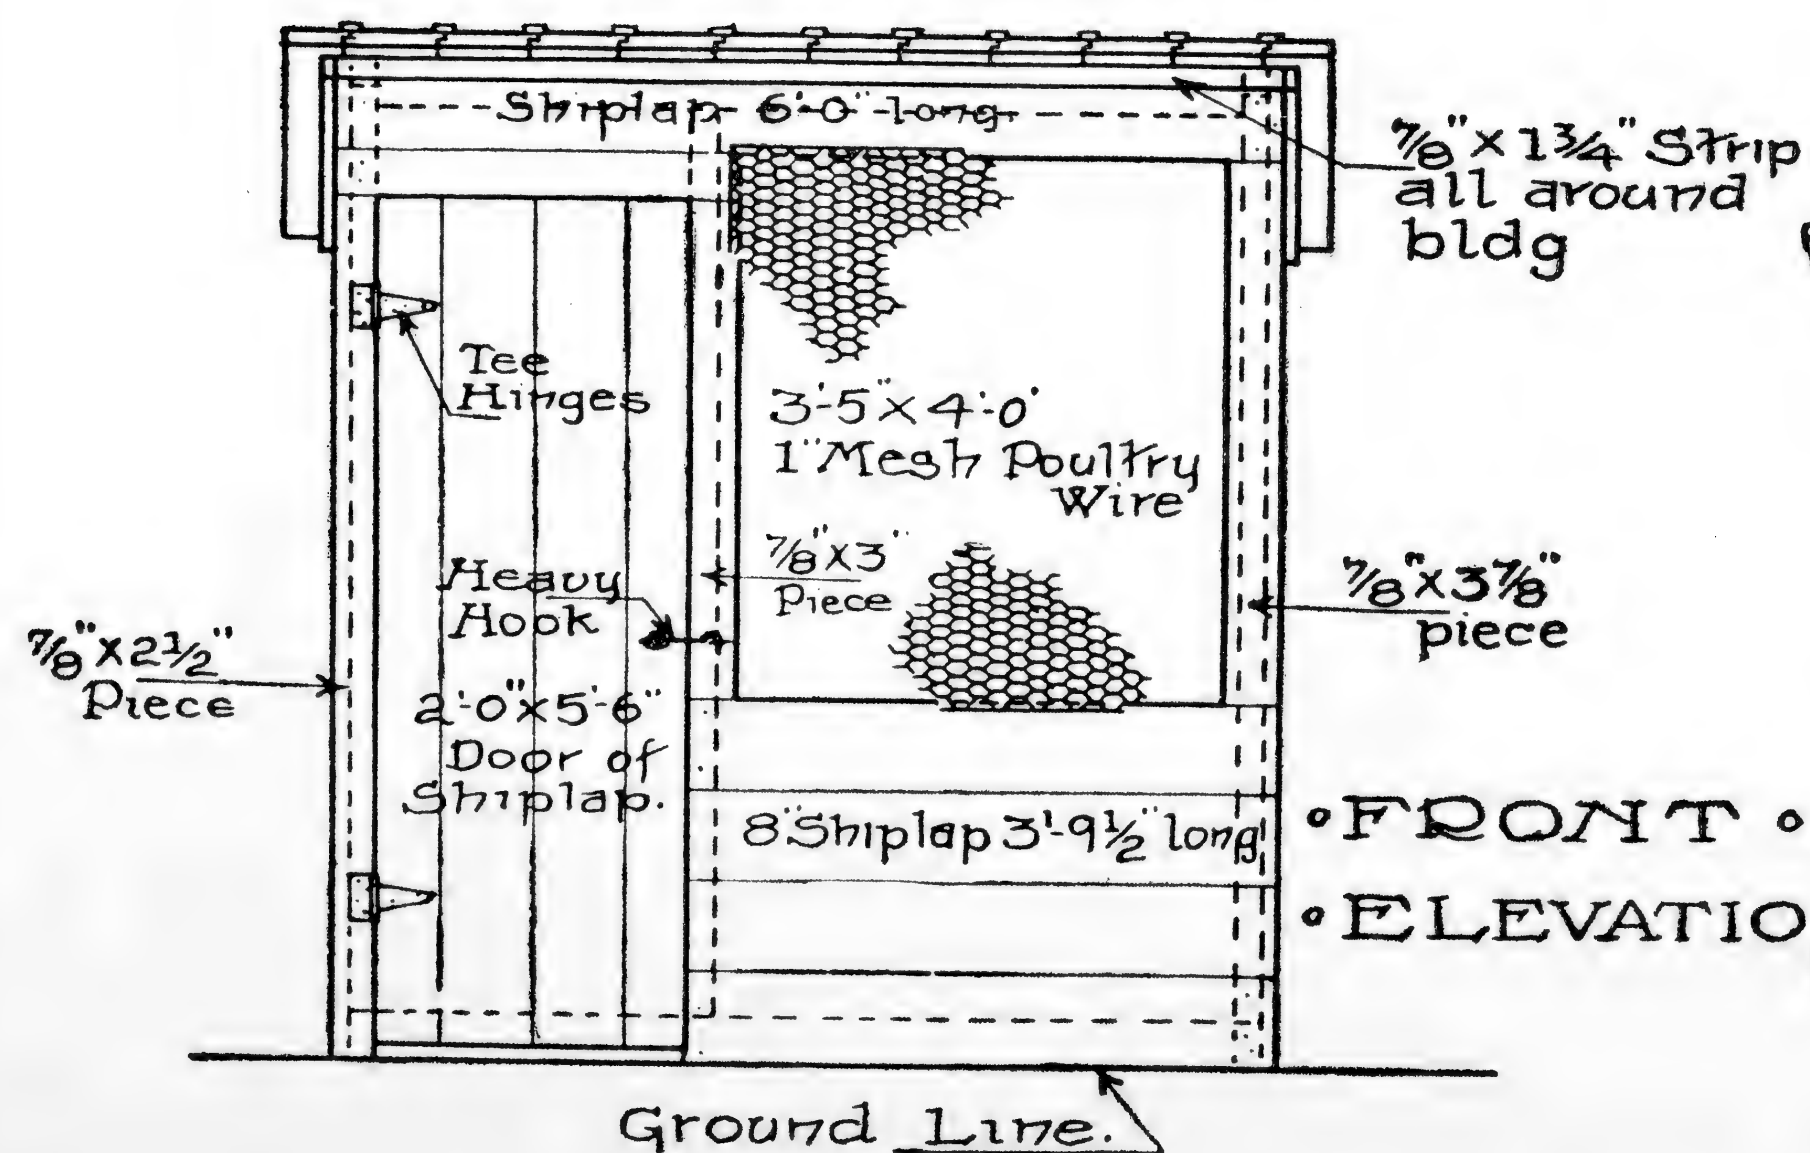 Shiplap 6'-0" long
7/8" X 1 3/4" Strip
all around
bldg
Tee
Hinges
3'-5" X 4'-0'
1" Mesh Poultry
Wire
7/8" X 3"
Piece
Heavy
Hook
7/8" X 3 7/8"
piece
7/8" X 2 1/2"
Piece
2'-0" X 5'-6"
Door of
Shiplap.
8" Shiplap 3'-9 1/2" long
• FRONT •
• ELEVATIO
Ground Line.